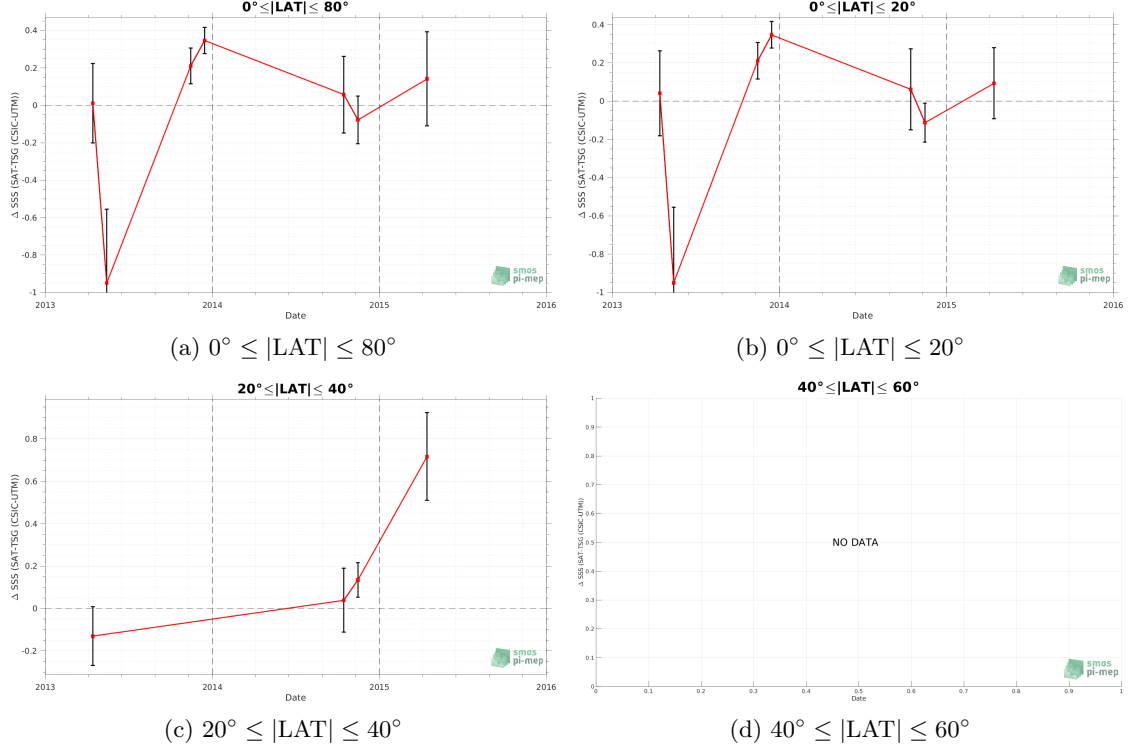 0°≤|LAT|≤ 80°
Δ SSS (SAT-TSG (CSIC-UTM))
0.4
0.2
0
-0.2
-0.4
-0.6
-0.8
-1
2013
2014
2015
2016
Date
smos
pi-mep
(a) 0° ≤ |LAT| ≤ 80°
0°≤|LAT|≤ 20°
Δ SSS (SAT-TSG (CSIC-UTM))
0.4
0.2
0
-0.2
-0.4
-0.6
-0.8
-1
2013
2014
2015
2016
Date
smos
pi-mep
(b) 0° ≤ |LAT| ≤ 20°
20°≤|LAT|≤ 40°
Δ SSS (SAT-TSG (CSIC-UTM))
0.8
0.6
0.4
0.2
0
-0.2
2013
2014
2015
2016
Date
smos
pi-mep
(c) 20° ≤ |LAT| ≤ 40°
40°≤|LAT|≤ 60°
Δ SSS (SAT-TSG (CSIC-UTM))
1
0.9
0.8
0.7
0.6
0.5
0.4
0.3
0.2
0.1
0
NO DATA
0
0.1
0.2
0.3
0.4
0.5
0.6
0.7
0.8
0.9
1
Date
smos
pi-mep
(d) 40° ≤ |LAT| ≤ 60°